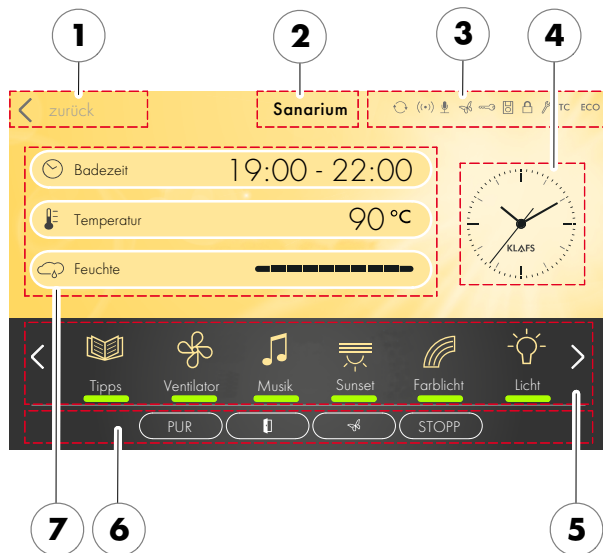 1 2 3 4
zurück Sanarium TC ECO
Badezeit 19:00 - 22:00
Temperatur 90 °C
KLAFS
Feuchte
Tipps Ventilator Musik Sunset Farblicht Licht
PUR STOPP
7 6 5